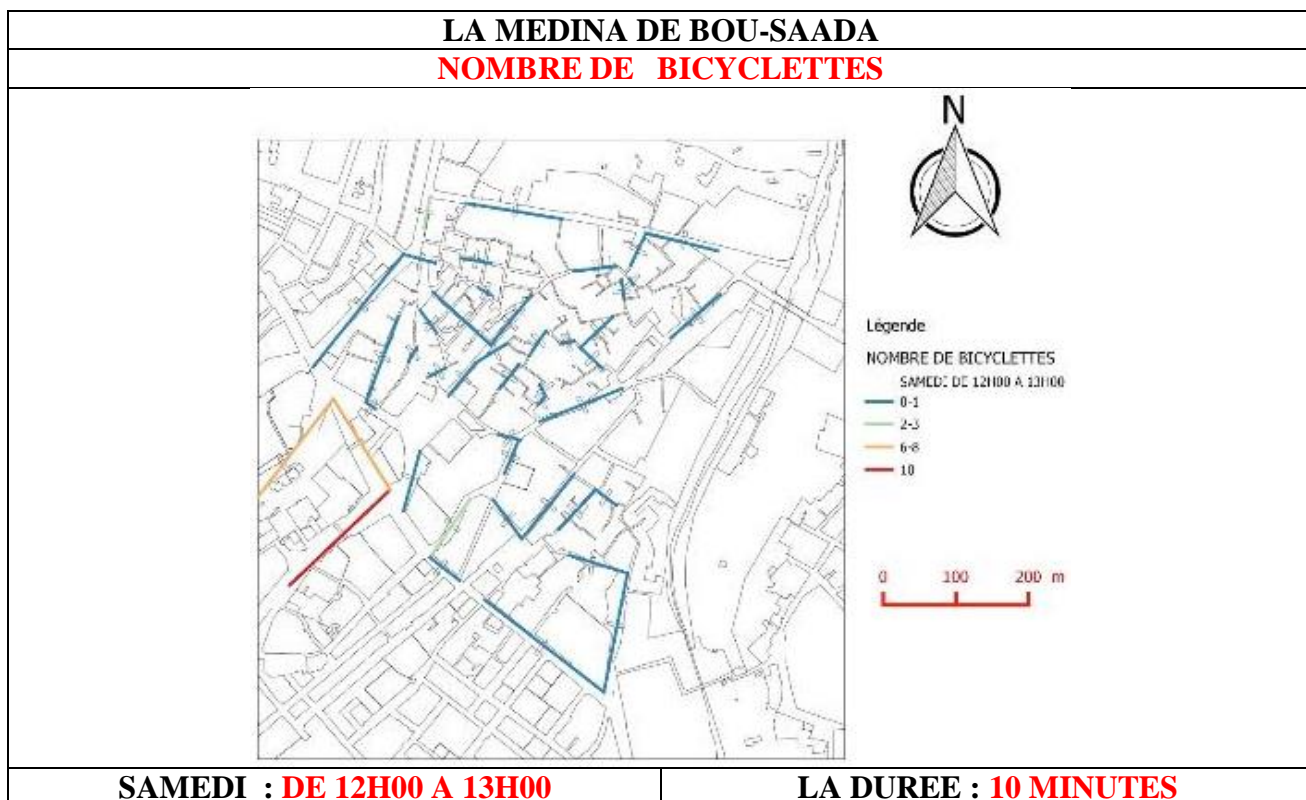 LA MEDINA DE BOU-SAADA
NOMBRE DE BICYCLETTES
N
Légende
NOMBRE DE BICYCLETTES
SAMEDI DE 12H00 A 13H00
0-1
2-3
6-8
10
0 100 200 m
SAMEDI : DE 12H00 A 13H00
LA DUREE : 10 MINUTES